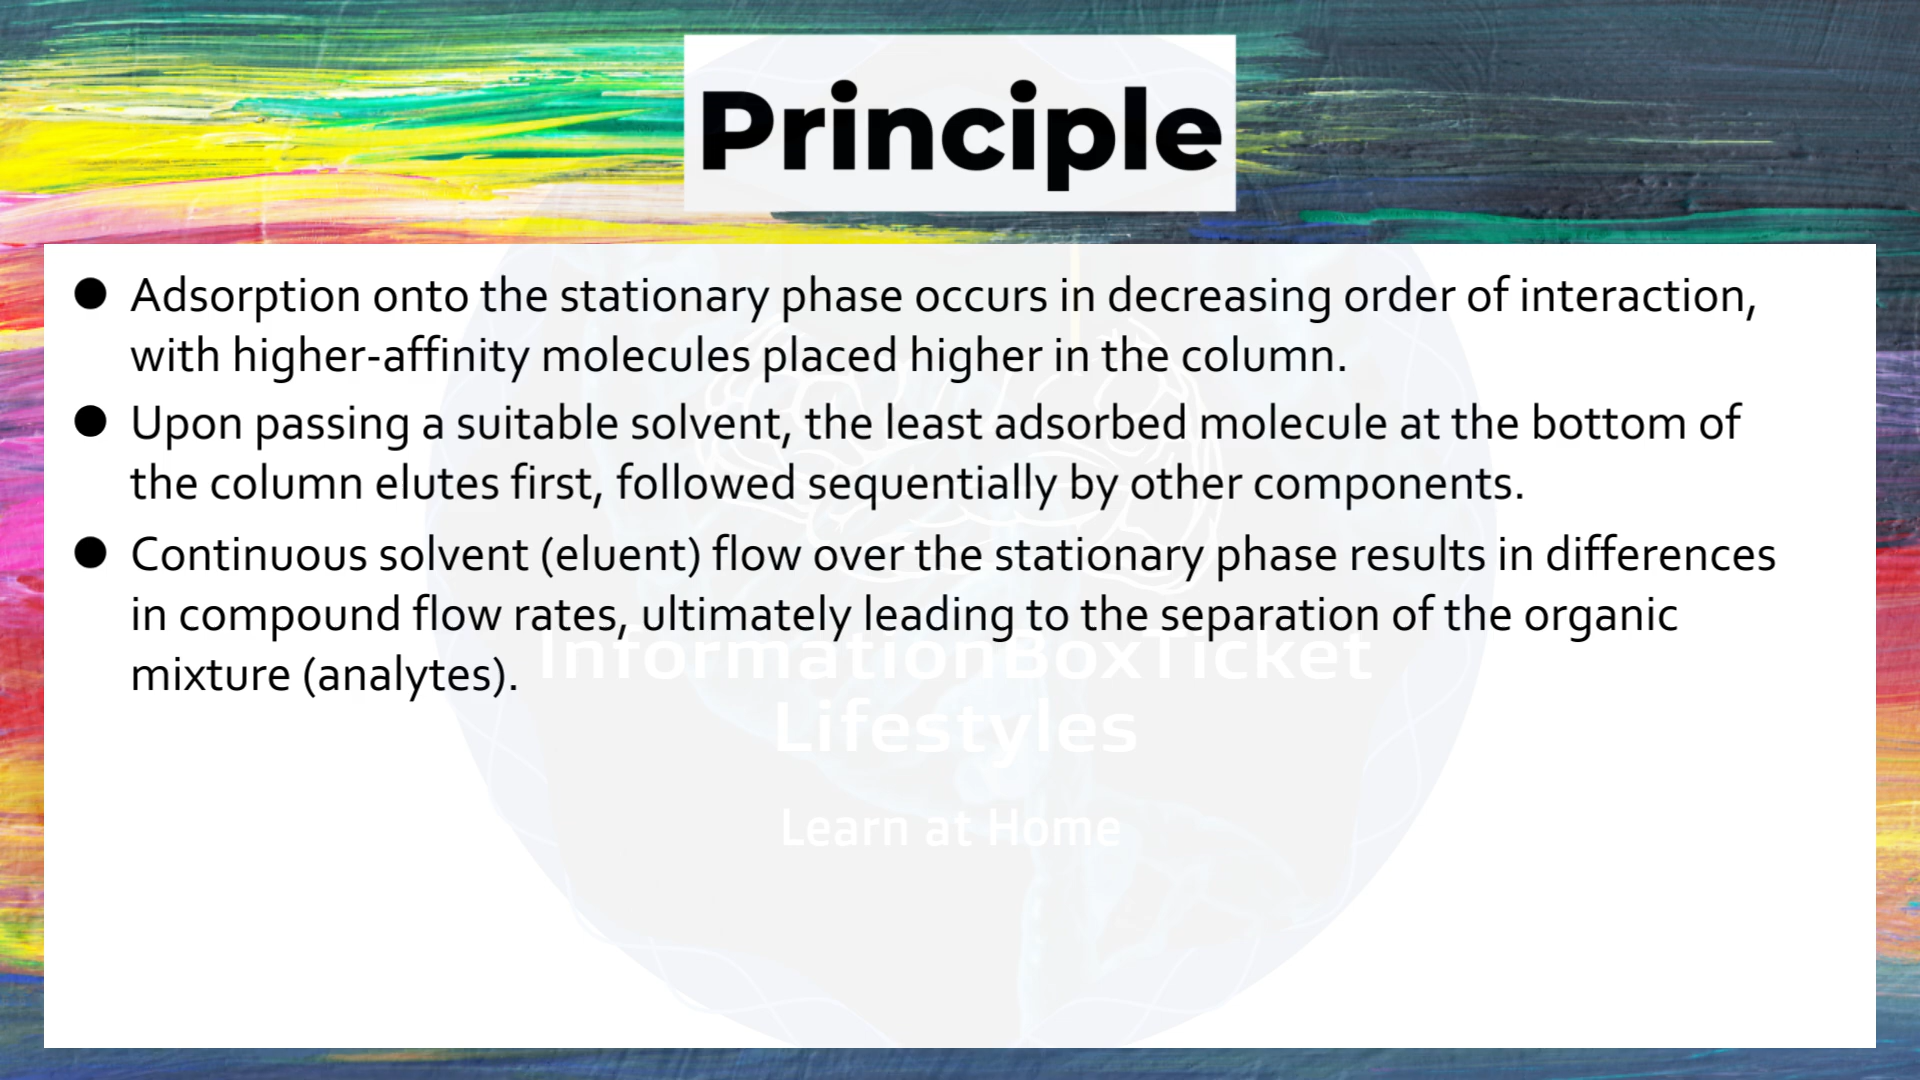 Principle
● Adsorption onto the stationary phase occurs in decreasing order of interaction,
with higher-affinity molecules placed higher in the column.
● Upon passing a suitable solvent, the least adsorbed molecule at the bottom of
the column elutes first, followed sequentially by other components.
● Continuous solvent (eluent) flow over the stationary phase results in differences
in compound flow rates, ultimately leading to the separation of the organic
mixture (analytes).
InformationBoxTicket
Lifestyles
Learn at Home